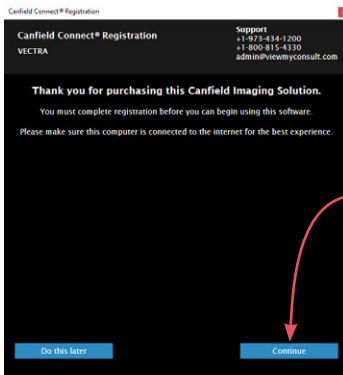 Canfield Connect® Registration
Canfield Connect® Registration
VECTRA
Support
+1-973-434-1200
+1-800-815-4330
admin@viewmyconsult.com
Thank you for purchasing this Canfield Imaging Solution.
You must complete registration before you can begin using this software.
Please make sure this computer is connected to the internet for the best experience.
Do this later
Continue